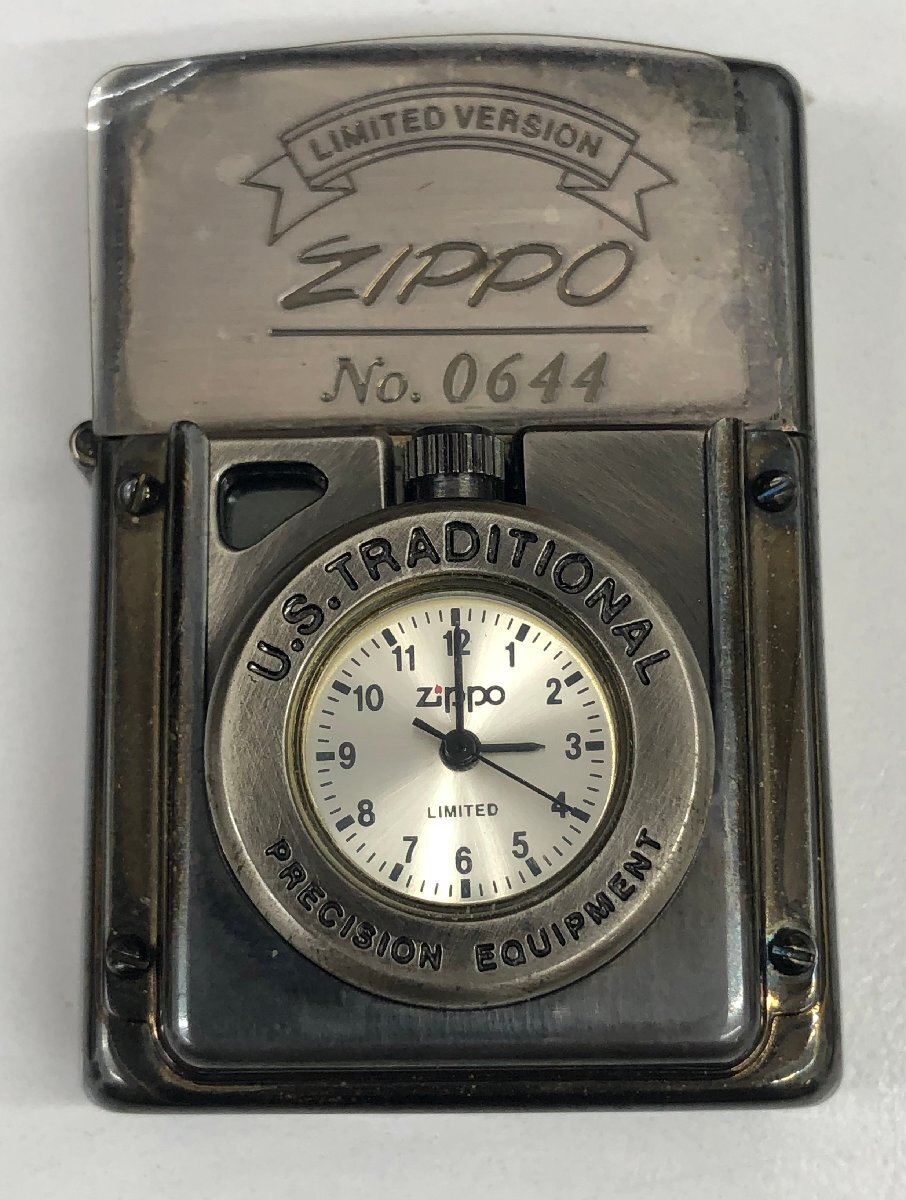 LIMITED VERSION
ZIPPO
No. 0644
U.S. TRADITIONAL
12
11 1
10 2
zippo
9 3
LIMITED
8 4
7 5
6
PRECISION EQUIPMENT